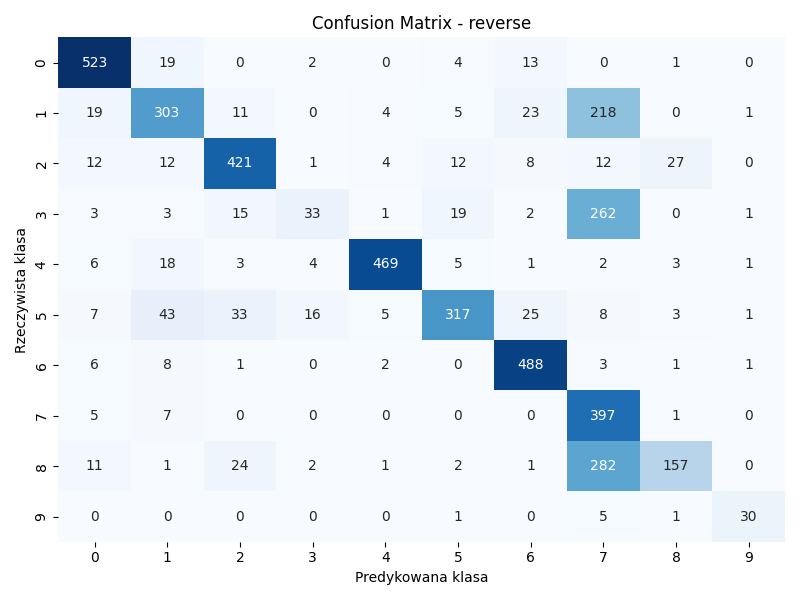 Confusion Matrix - reverse
0 523 19 0 2 0 4 13 0 1 0
1 19 303 11 0 4 5 23 218 0 1
2 12 12 421 1 4 12 8 12 27 0
3 3 3 15 33 1 19 2 262 0 1
4 6 18 3 4 469 5 1 2 3 1
5 7 43 33 16 5 317 25 8 3 1
6 6 8 1 0 2 0 488 3 1 1
7 5 7 0 0 0 0 0 397 1 0
8 11 1 24 2 1 2 1 282 157 0
9 0 0 0 0 0 1 0 5 1 30
0 1 2 3 4 5 6 7 8 9
Rzeczywista klasa
Predykowana klasa